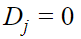 D_j = 0